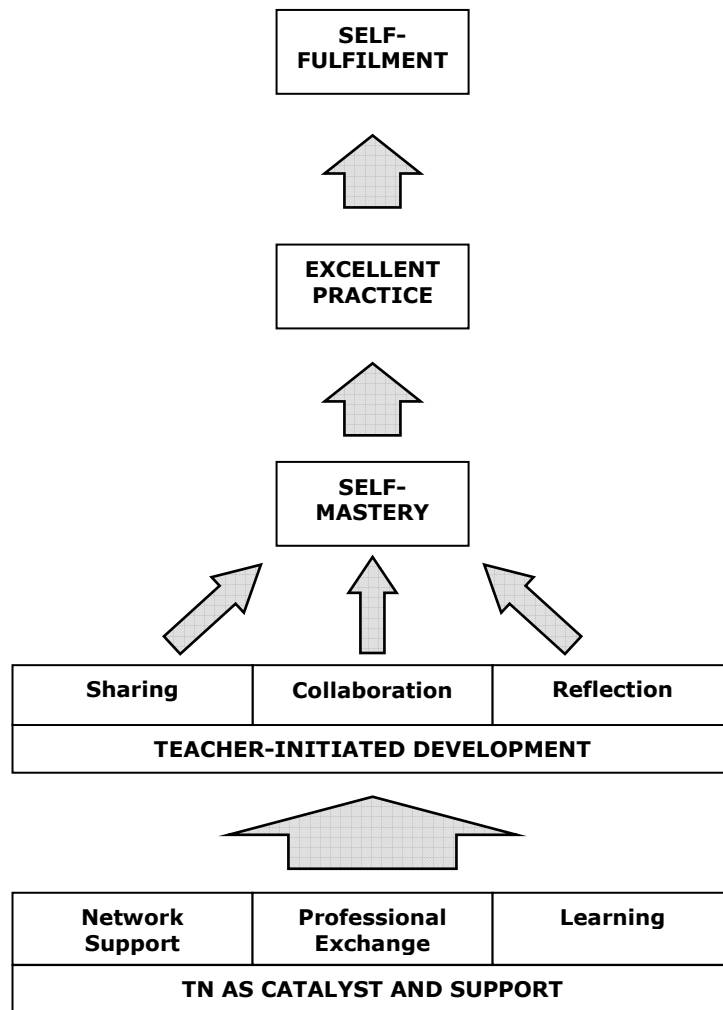 SELF-
FULFILMENT
EXCELLENT
PRACTICE
SELF-
MASTERY
Sharing
Collaboration
Reflection
TEACHER-INITIATED DEVELOPMENT
Network
Support
Professional
Exchange
Learning
TN AS CATALYST AND SUPPORT